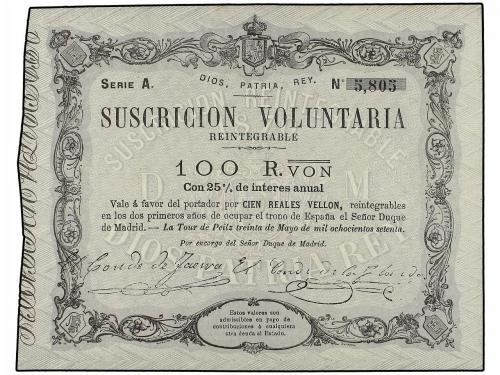 DIOS, PATRIA, REY.
SERIE A. Nº 5,805
SUSCRICION VOLUNTARIA
REINTEGRABLE
100 R. VON
Con 25 % de interes anual
Vale á favor del portador por CIEN REALES VELLON, reintegrables
en los dos primeros años de ocupar el trono de España el Señor Duque
de Madrid.— La Tour de Peilz treinta de Mayo de mil ochocientos setenta.
Por encargo del Señor Duque de Madrid.
Conde de
Estos valores son
admisibles en pago de
contribuciones ó cualquiera
otra deuda al Estado.